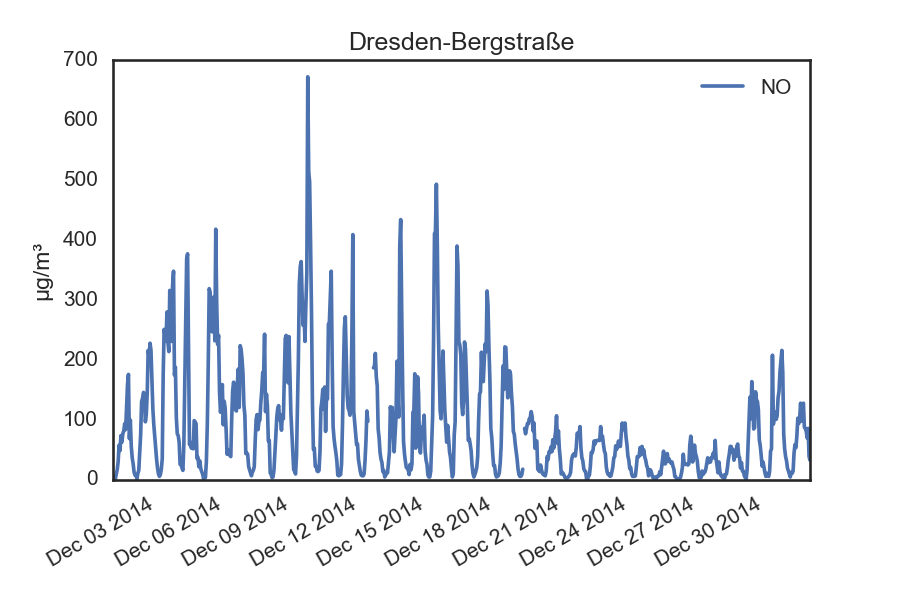 Dresden-Bergstraße
700
600
500
400
300
200
100
0
µg/m³
NO
Dec 03 2014
Dec 06 2014
Dec 09 2014
Dec 12 2014
Dec 15 2014
Dec 18 2014
Dec 21 2014
Dec 24 2014
Dec 27 2014
Dec 30 2014